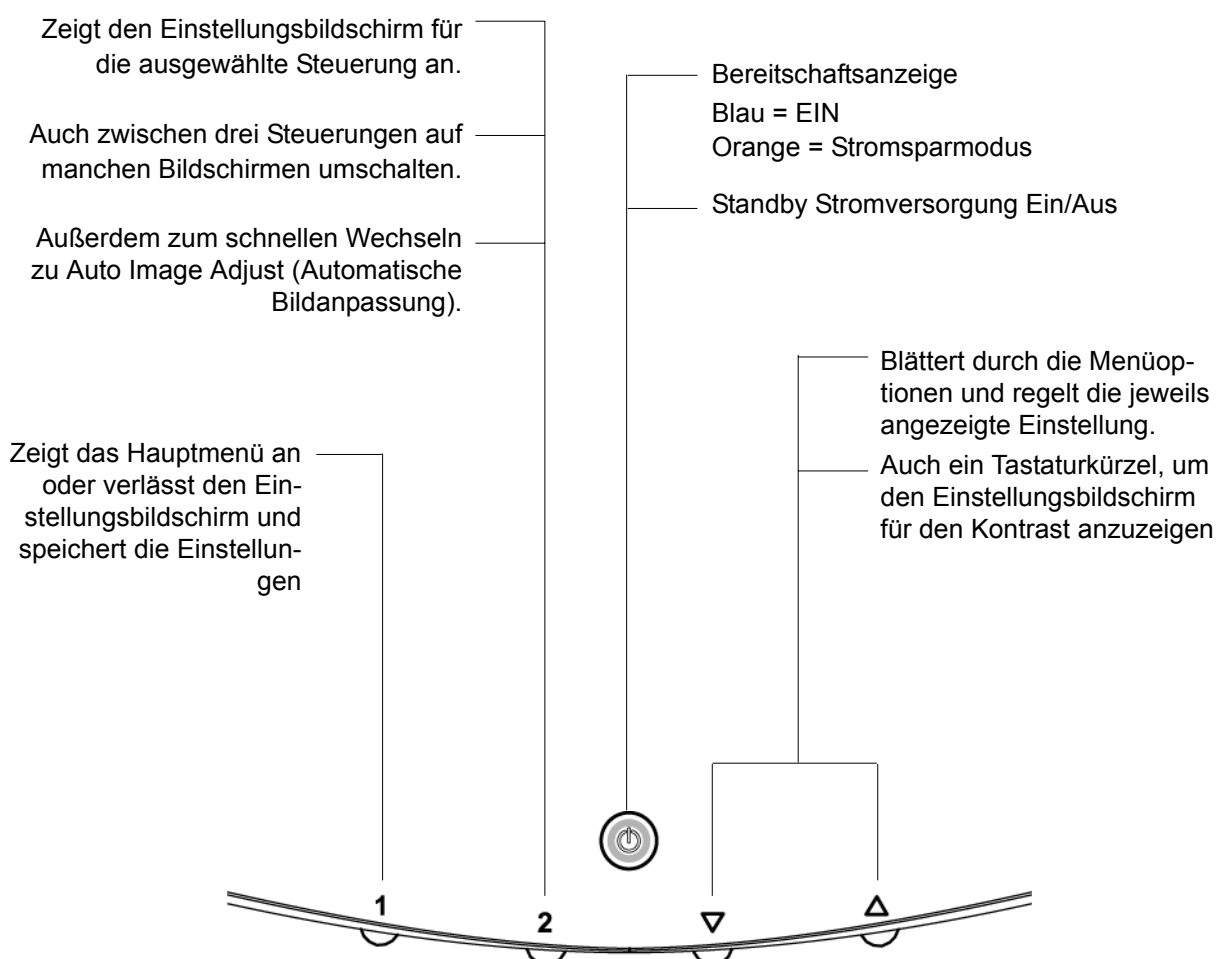 Zeigt den Einstellungsbildschirm für
die ausgewählte Steuerung an.
Auch zwischen drei Steuerungen auf
manchen Bildschirmen umschalten.
Außerdem zum schnellen Wechseln
zu Auto Image Adjust (Automatische
Bildanpassung).
Bereitschaftsanzeige
Blau = EIN
Orange = Stromsparmodus
Standby Stromversorgung Ein/Aus
Blättert durch die Menüop-
tionen und regelt die jeweils
angezeigte Einstellung.
Auch ein Tastaturkürzel, um
den Einstellungsbildschirm
für den Kontrast anzuzeigen
Zeigt das Hauptmenü an
oder verlässt den Ein-
stellungsbildschirm und
speichert die Einstellun-
gen
1
2